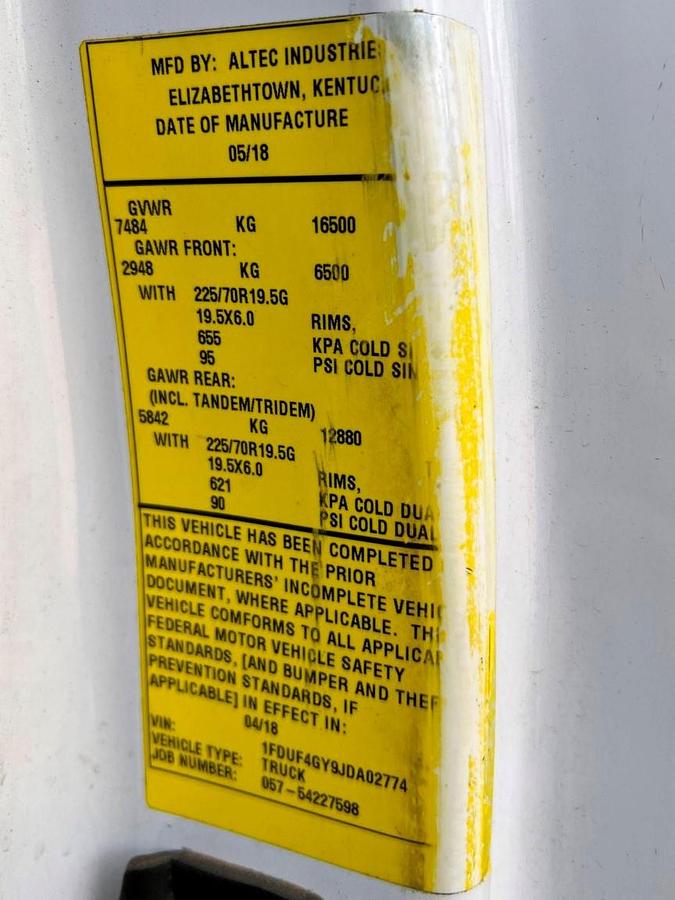 MFD BY: ALTEC INDUSTRIE
ELIZABETHTOWN, KENTUC
DATE OF MANUFACTURE
05/18
GVWR
7484 KG 16500
GAWR FRONT:
2948 KG 6500
WITH 225/70R19.5G
19.5X6.0 RIMS,
655 KPA COLD SI
95 PSI COLD SIN
GAWR REAR:
(INCL. TANDEM/TRIDEM)
5842 KG 12880
WITH 225/70R19.5G
19.5X6.0 RIMS,
621 KPA COLD DUA
90 PSI COLD DUAL
THIS VEHICLE HAS BEEN COMPLETED
ACCORDANCE WITH THE PRIOR
MANUFACTURERS' INCOMPLETE VEHIC
DOCUMENT, WHERE APPLICABLE. THI
VEHICLE COMFORMS TO ALL APPLICA
FEDERAL MOTOR VEHICLE SAFETY
STANDARDS, [AND BUMPER AND THEF
PREVENTION STANDARDS, IF
APPLICABLE] IN EFFECT IN:
04/18
VIN: 1FDUF4GY9JDA02774
VEHICLE TYPE: TRUCK
JOB NUMBER: 057-54227598